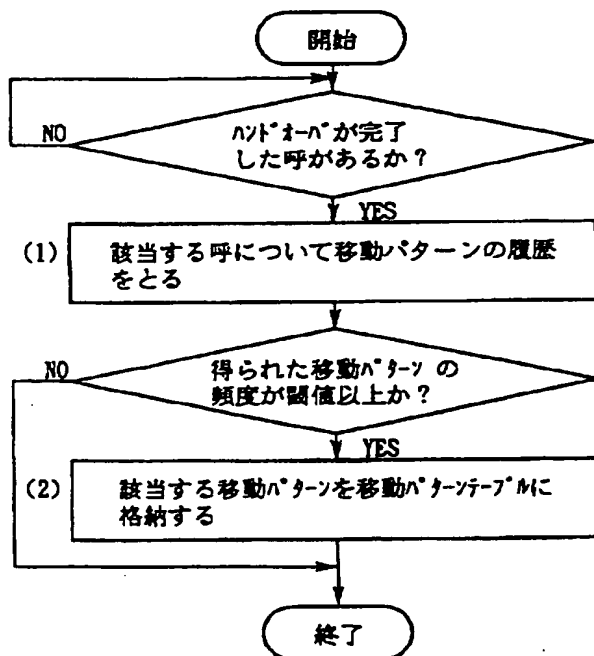 開始
NO
ﾊﾝﾄﾞｵｰﾊﾞが完了
した呼があるか？
YES
(1)
該当する呼について移動パターンの履歴
をとる
NO
得られた移動ﾊﾟﾀｰﾝ の
頻度が閾値以上か？
YES
(2)
該当する移動ﾊﾟﾀｰﾝを移動ﾊﾟﾀｰﾝﾃｰﾌﾞﾙに
格納する
終了